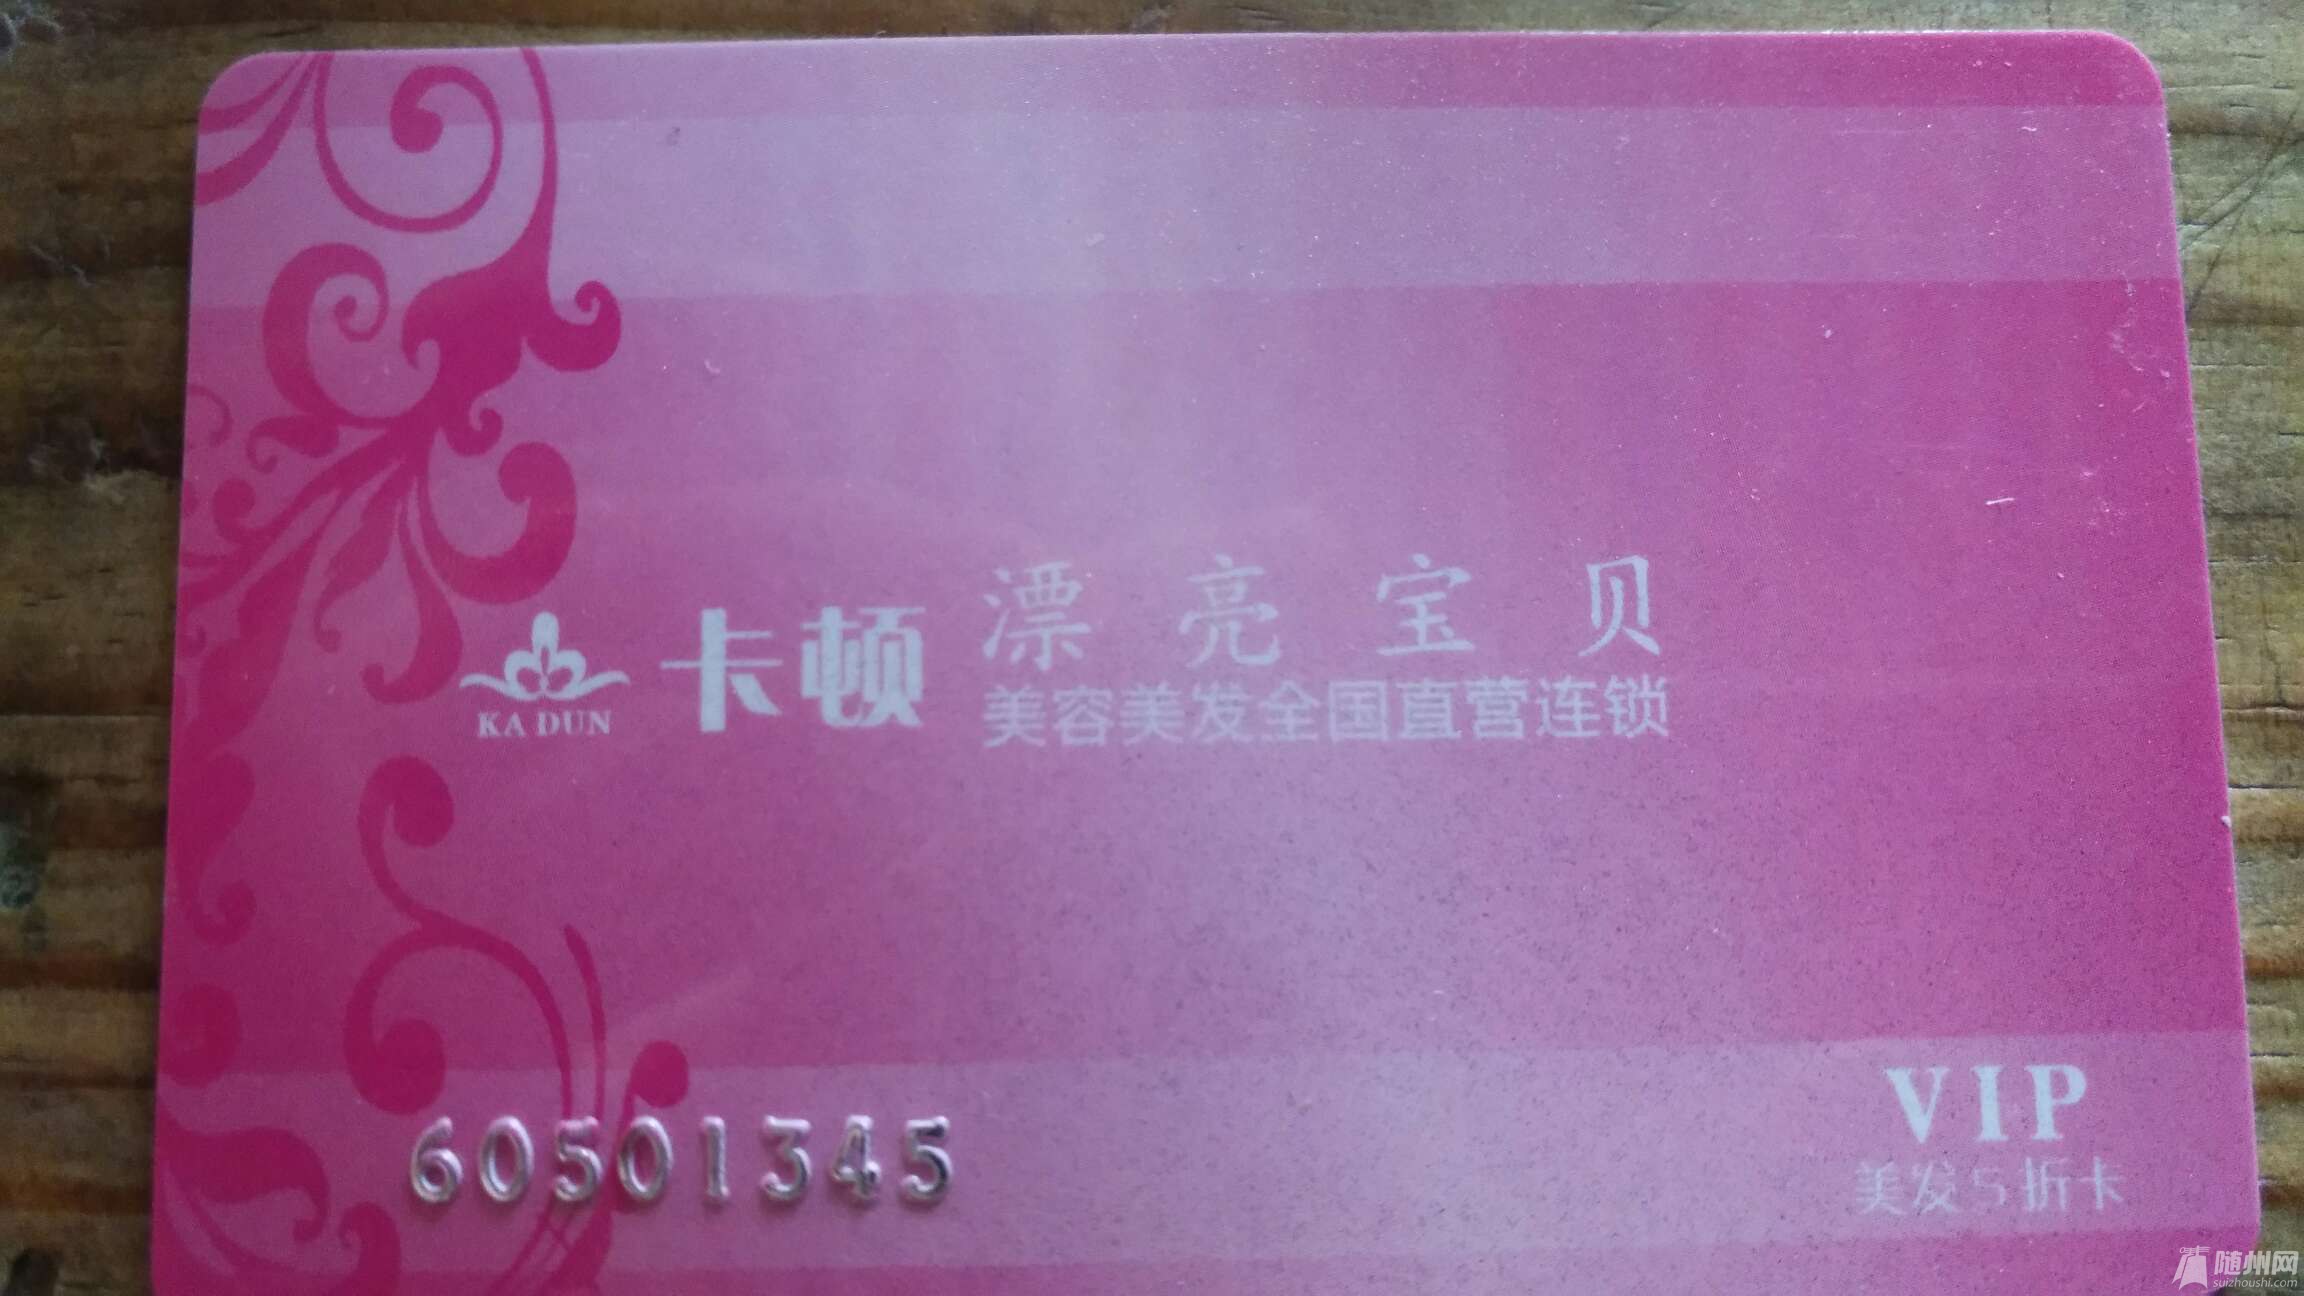 卡顿
KA DUN
漂亮宝贝
美容美发全国直营连锁
60501345
VIP
美发5折卡
随州网
suizhoushi.com